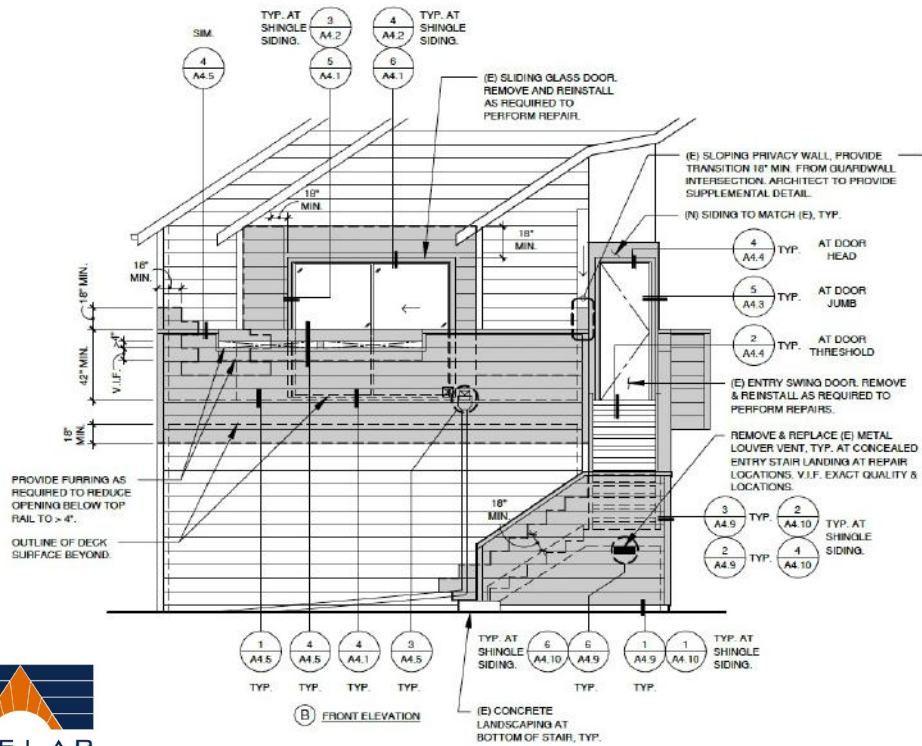 SIM.
4
A4.5
TYP. AT
SHINGLE
SIDING.
3
A4.2
5
A4.1
4
A4.2
6
A4.1
TYP. AT
SHINGLE
SIDING.
(E) SLIDING GLASS DOOR.
REMOVE AND REINSTALL
AS REQUIRED TO
PERFORM REPAIR.
(E) SLOPING PRIVACY WALL, PROVIDE
TRANSITION 18" MIN. FROM GUARDWALL
INTERSECTION. ARCHITECT TO PROVIDE
SUPPLEMENTAL DETAIL.
(N) SIDING TO MATCH (E), TYP.
4
A4.4
TYP.
AT DOOR
HEAD
5
A4.3
TYP.
AT DOOR
JUMB
2
A4.4
TYP.
AT DOOR
THRESHOLD
(E) ENTRY SWING DOOR. REMOVE
& REINSTALL AS REQUIRED TO
PERFORM REPAIRS.
REMOVE & REPLACE (E) METAL
LOUVER VENT, TYP. AT CONCEALED
ENTRY STAIR LANDING AT REPAIR
LOCATIONS. V.I.F. EXACT QUALITY &
LOCATIONS.
3
A4.9
TYP.
2
A4.10
2
A4.9
TYP.
4
A4.10
TYP. AT
SHINGLE
SIDING.
18"
MIN.
18"
MIN.
18"
MIN.
18" MIN.
>4"
V.I.F.
42" MIN.
18"
MIN.
18"
MIN.
PROVIDE FURRING AS
REQUIRED TO REDUCE
OPENING BELOW TOP
RAIL TO > 4".
OUTLINE OF DECK
SURFACE BEYOND.
1
A4.5
TYP.
4
A4.5
TYP.
4
A4.1
TYP.
3
A4.5
TYP.
TYP. AT
SHINGLE
SIDING.
6
A4.10
6
A4.9
TYP.
1
A4.9
TYP.
1
A4.10
TYP. AT
SHINGLE
SIDING.
B FRONT ELEVATION
(E) CONCRETE
LANDSCAPING AT
BOTTOM OF STAIR, TYP.